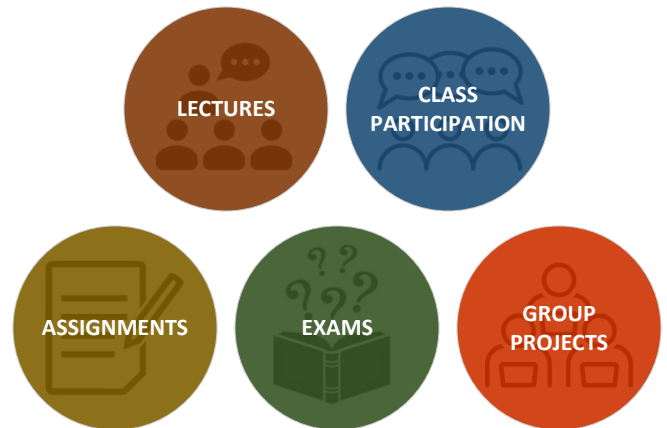 LECTURES
CLASS
PARTICIPATION
ASSIGNMENTS
EXAMS
GROUP
PROJECTS